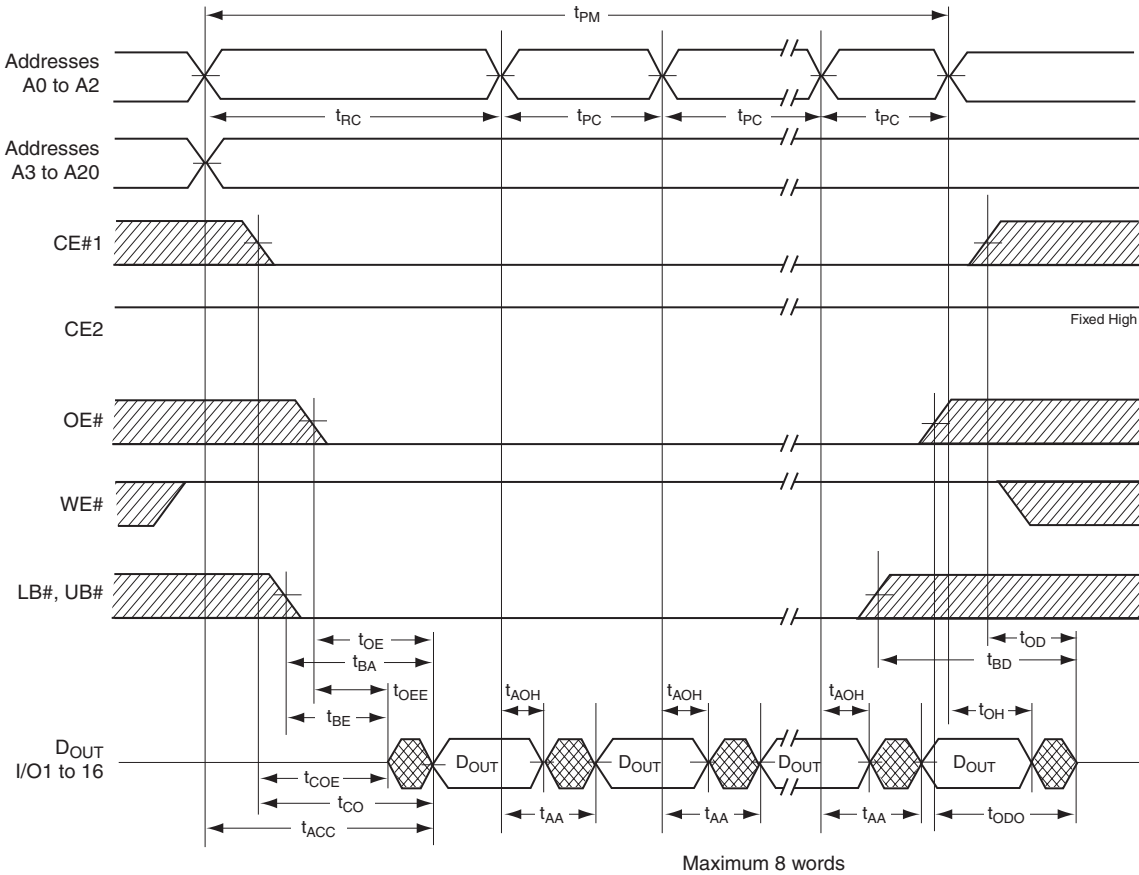 tPM
Addresses
A0 to A2
tRC
tPC
tPC
tPC
Addresses
A3 to A20
CE#1
CE2
Fixed High
OE#
WE#
LB#, UB#
tOE
tOD
tBA
tBD
tOEE
tAOH
tAOH
tAOH
tBE
tOH
DOUT
I/O1 to 16
DOUT
DOUT
DOUT
DOUT
tCOE
tCO
tAA
tAA
tAA
tODO
tACC
Maximum 8 words